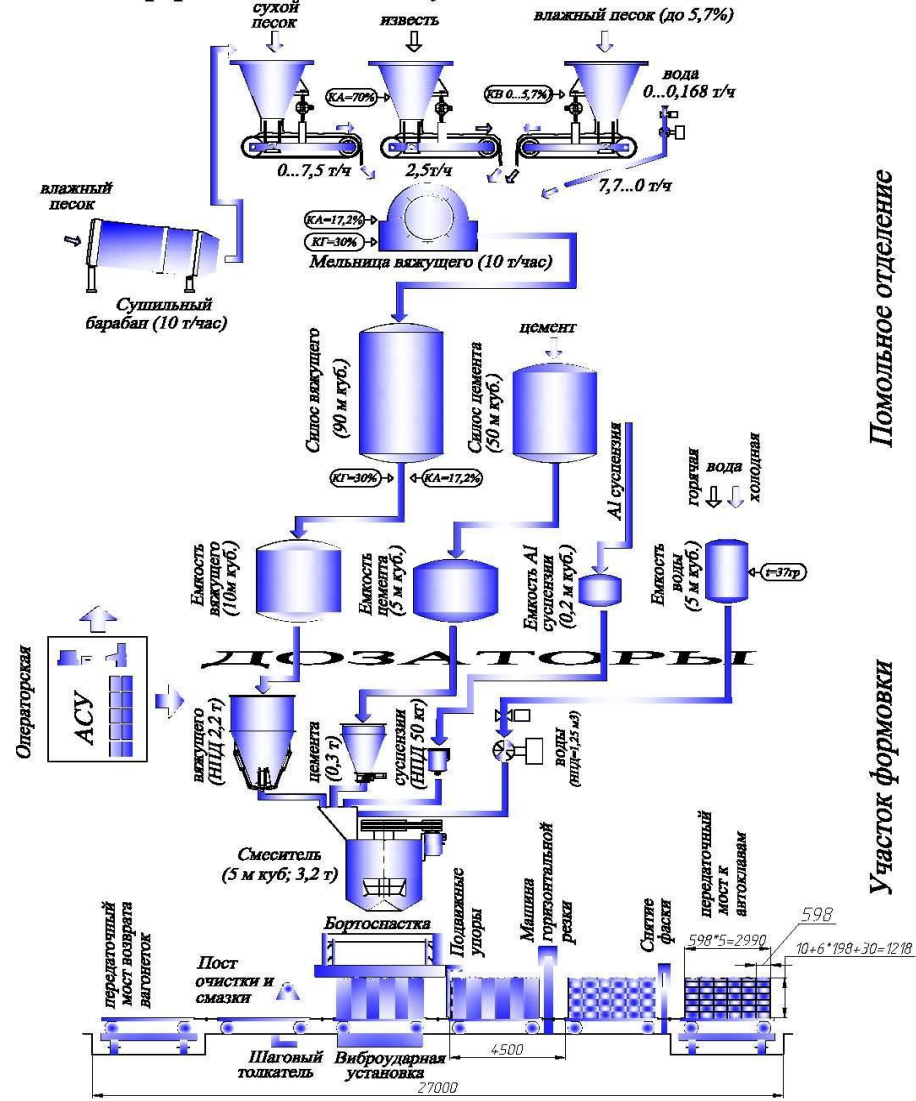 сухой
песок
известь
влажный песок (до 5,7%)
вода
0...0,168 т/ч
КА=70%
КВ 0...5,7%
0...7,5 т/ч
2,5т/ч
7,7...0 т/ч
влажный
песок
КА=17,2%
КГ=30%
Мельница вяжущего (10 т/час)
Сушильный
барабан (10 т/час)
Помольное отделение
цемент
Силос вяжущего
(90 м куб.)
Силос цемента
(50 м куб.)
Al суспензия
горячая
вода
холодная
КГ=30%
КА=17,2%
Емкость
вяжущего
(10м куб.)
Емкость
цемента
(5 м куб.)
Емкость Al
суспензии
(0,2 м куб.)
Емкость
воды
(5 м куб.)
t=37гр
ДОЗАТОРЫ
Операторская
АСУ
вяжущего
(НПД 2,2 т)
цемента
(0,3 т)
суспензии
(НПД 50 кг)
воды
(НПД=1,25 м3)
Участок формовки
Смеситель
(5 м куб; 3,2 т)
Бортоснастка
Подвижные
упоры
Машина
горизонтальной
резки
Снятие
фаски
передаточный
мост к
автоклавам
598
598*5=2990
10+6*198+30=1218
передаточный
мост возврата
вагонеток
Пост
очистки и
смазки
Шаговый
толкатель
Виброударная
установка
4500
27000